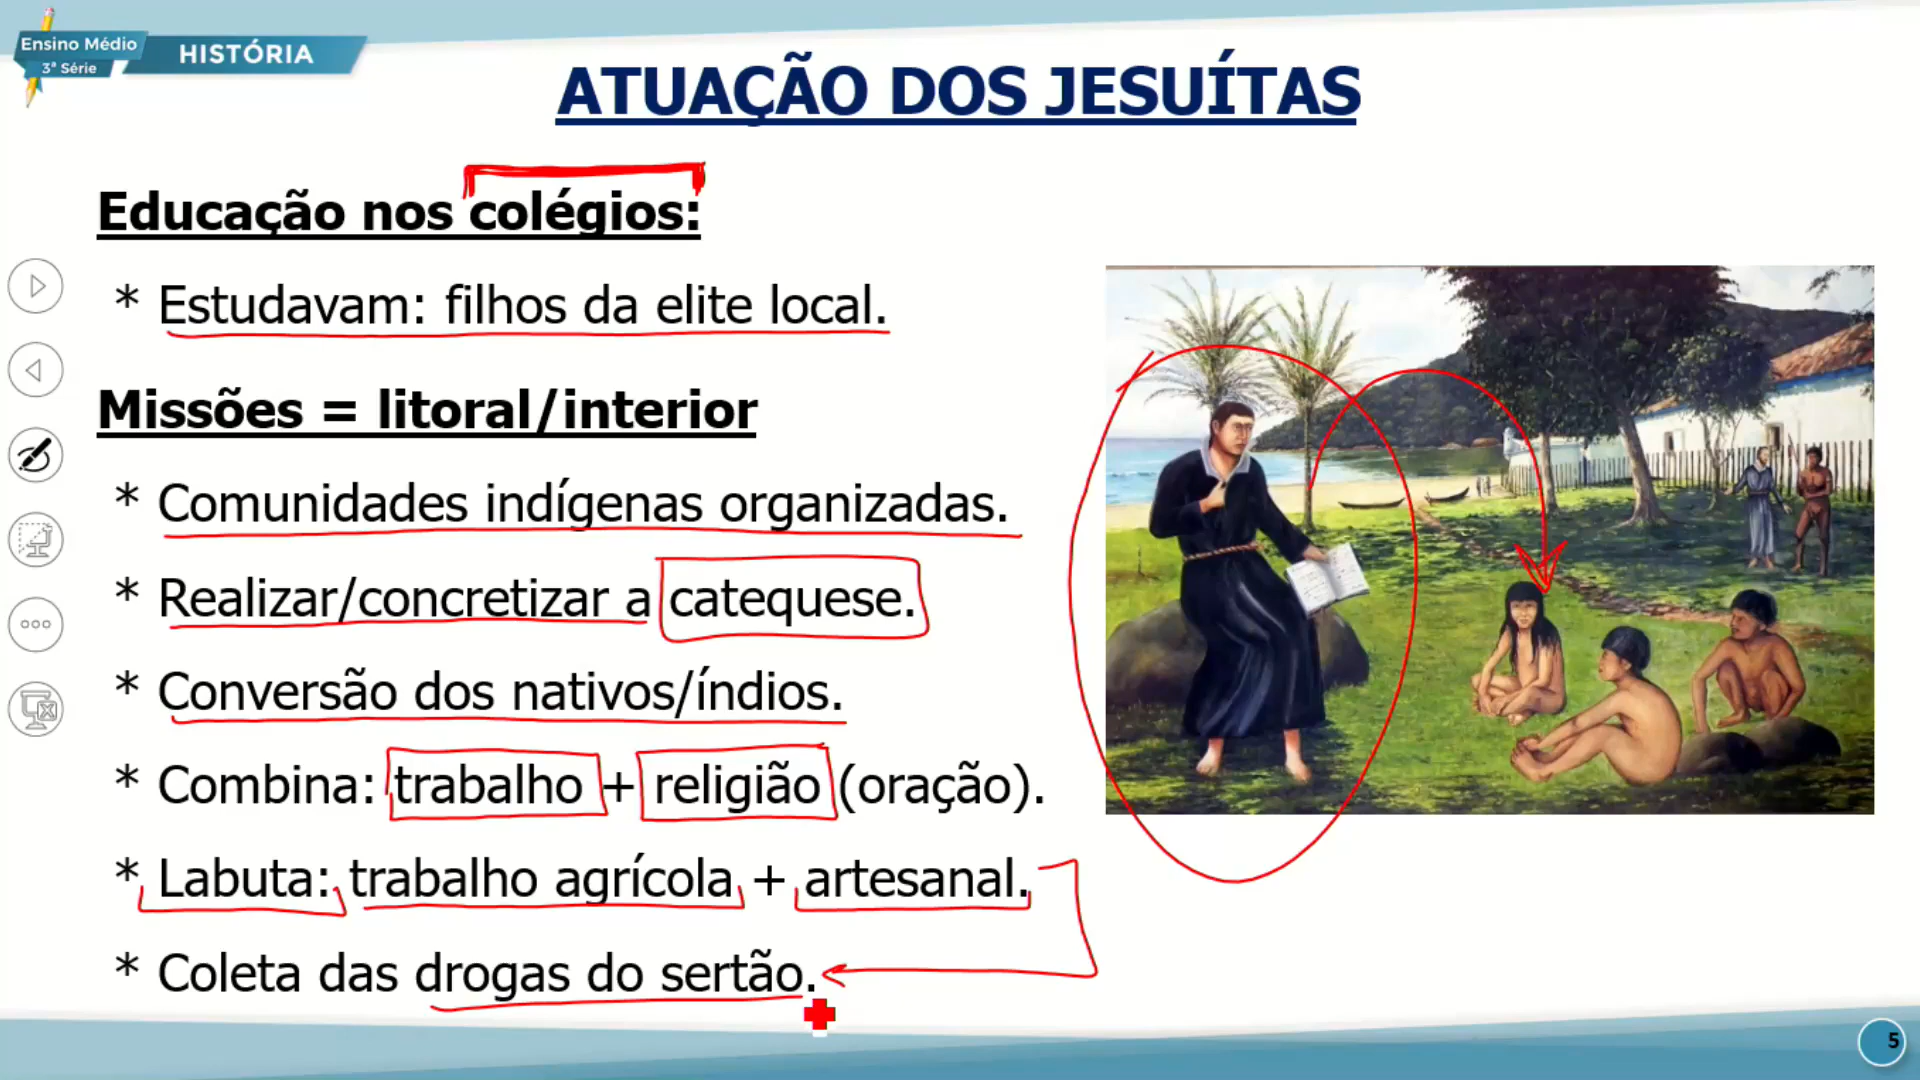 Ensino Médio
3ª Série
HISTÓRIA
ATUAÇÃO DOS JESUÍTAS
Educação nos colégios:
* Estudavam: filhos da elite local.
Missões = litoral/interior
* Comunidades indígenas organizadas.
* Realizar/concretizar a catequese.
* Conversão dos nativos/índios.
* Combina: trabalho + religião (oração).
* Labuta: trabalho agrícola + artesanal.
* Coleta das drogas do sertão.
5